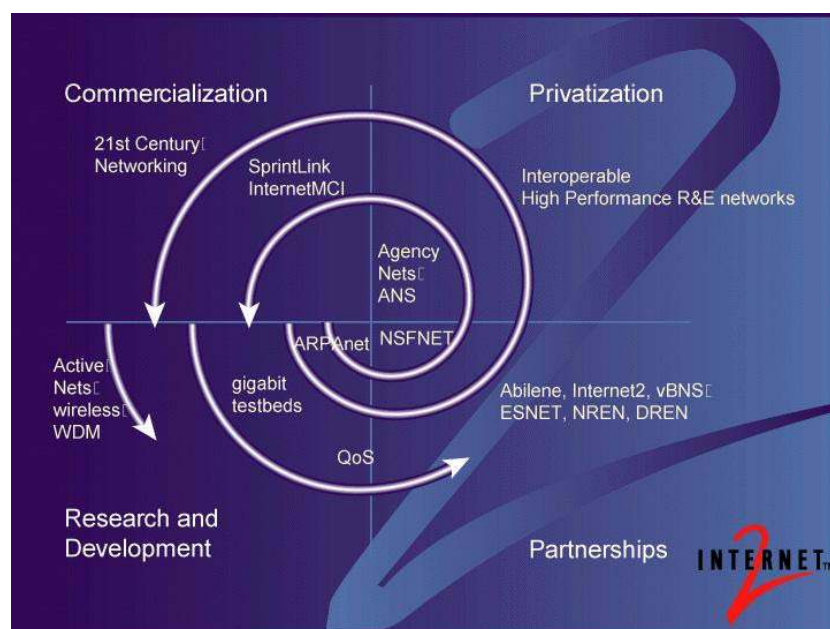 Commercialization
Privatization
21st Century
Networking
SprintLink
InternetMCI
Interoperable
High Performance R&E networks
Agency
Nets
ANS
ARPAnet
NSFNET
Active
Nets
wireless
WDM
gigabit
testbeds
Abilene, Internet2, vBNS
ESNET, NREN, DREN
QoS
Research and
Development
Partnerships
INTERNET™
2